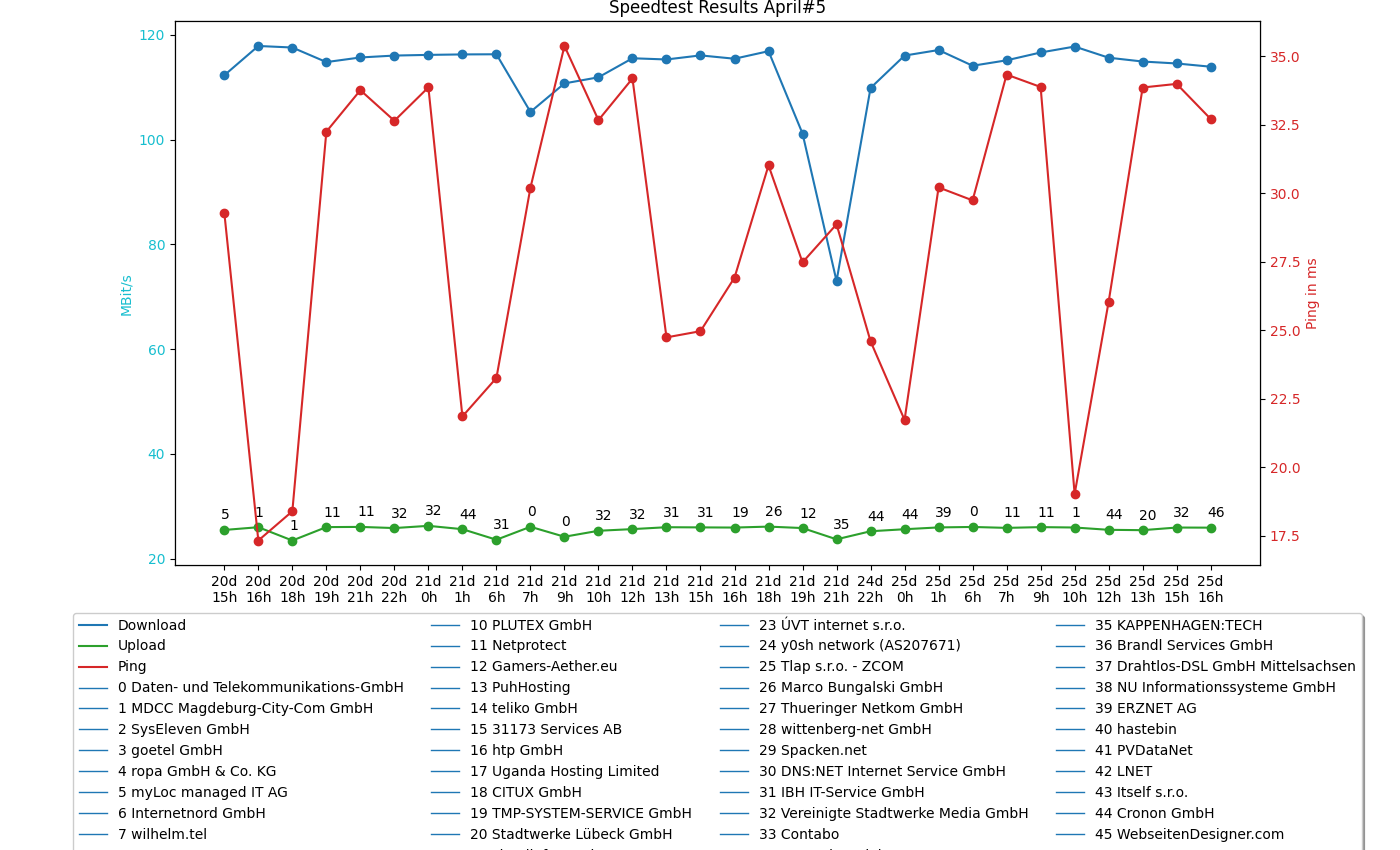 Speedtest Results April#5
120
100
80
60
40
20
MBit/s
35.0
32.5
30.0
27.5
25.0
22.5
20.0
17.5
Ping in ms
5 1 1 11 11 32 32 44 31 0 0 32 32 31 31 19 26 12 35 44 44 39 0 11 11 1 44 20 32 46
20d 20d 20d 20d 20d 20d 21d 21d 21d 21d 21d 21d 21d 21d 21d 21d 21d 21d 21d 24d 25d 25d 25d 25d 25d 25d 25d 25d 25d 25d
15h 16h 18h 19h 21h 22h 0h 1h 6h 7h 9h 10h 12h 13h 15h 16h 18h 19h 21h 22h 0h 1h 6h 7h 9h 10h 12h 13h 15h 16h
Download
Upload
Ping
0 Daten- und Telekommunikations-GmbH
1 MDCC Magdeburg-City-Com GmbH
2 SysEleven GmbH
3 goetel GmbH
4 ropa GmbH & Co. KG
5 myLoc managed IT AG
6 Internetnord GmbH
7 wilhelm.tel
10 PLUTEX GmbH
11 Netprotect
12 Gamers-Aether.eu
13 PuhHosting
14 teliko GmbH
15 31173 Services AB
16 htp GmbH
17 Uganda Hosting Limited
18 CITUX GmbH
19 TMP-SYSTEM-SERVICE GmbH
20 Stadtwerke Lübeck GmbH
23 ÚVT internet s.r.o.
24 y0sh network (AS207671)
25 Tlap s.r.o. - ZCOM
26 Marco Bungalski GmbH
27 Thueringer Netkom GmbH
28 wittenberg-net GmbH
29 Spacken.net
30 DNS:NET Internet Service GmbH
31 IBH IT-Service GmbH
32 Vereinigte Stadtwerke Media GmbH
33 Contabo
35 KAPPENHAGEN:TECH
36 Brandl Services GmbH
37 Drahtlos-DSL GmbH Mittelsachsen
38 NU Informationssysteme GmbH
39 ERZNET AG
40 hastebin
41 PVDataNet
42 LNET
43 Itself s.r.o.
44 Cronon GmbH
45 WebseitenDesigner.com